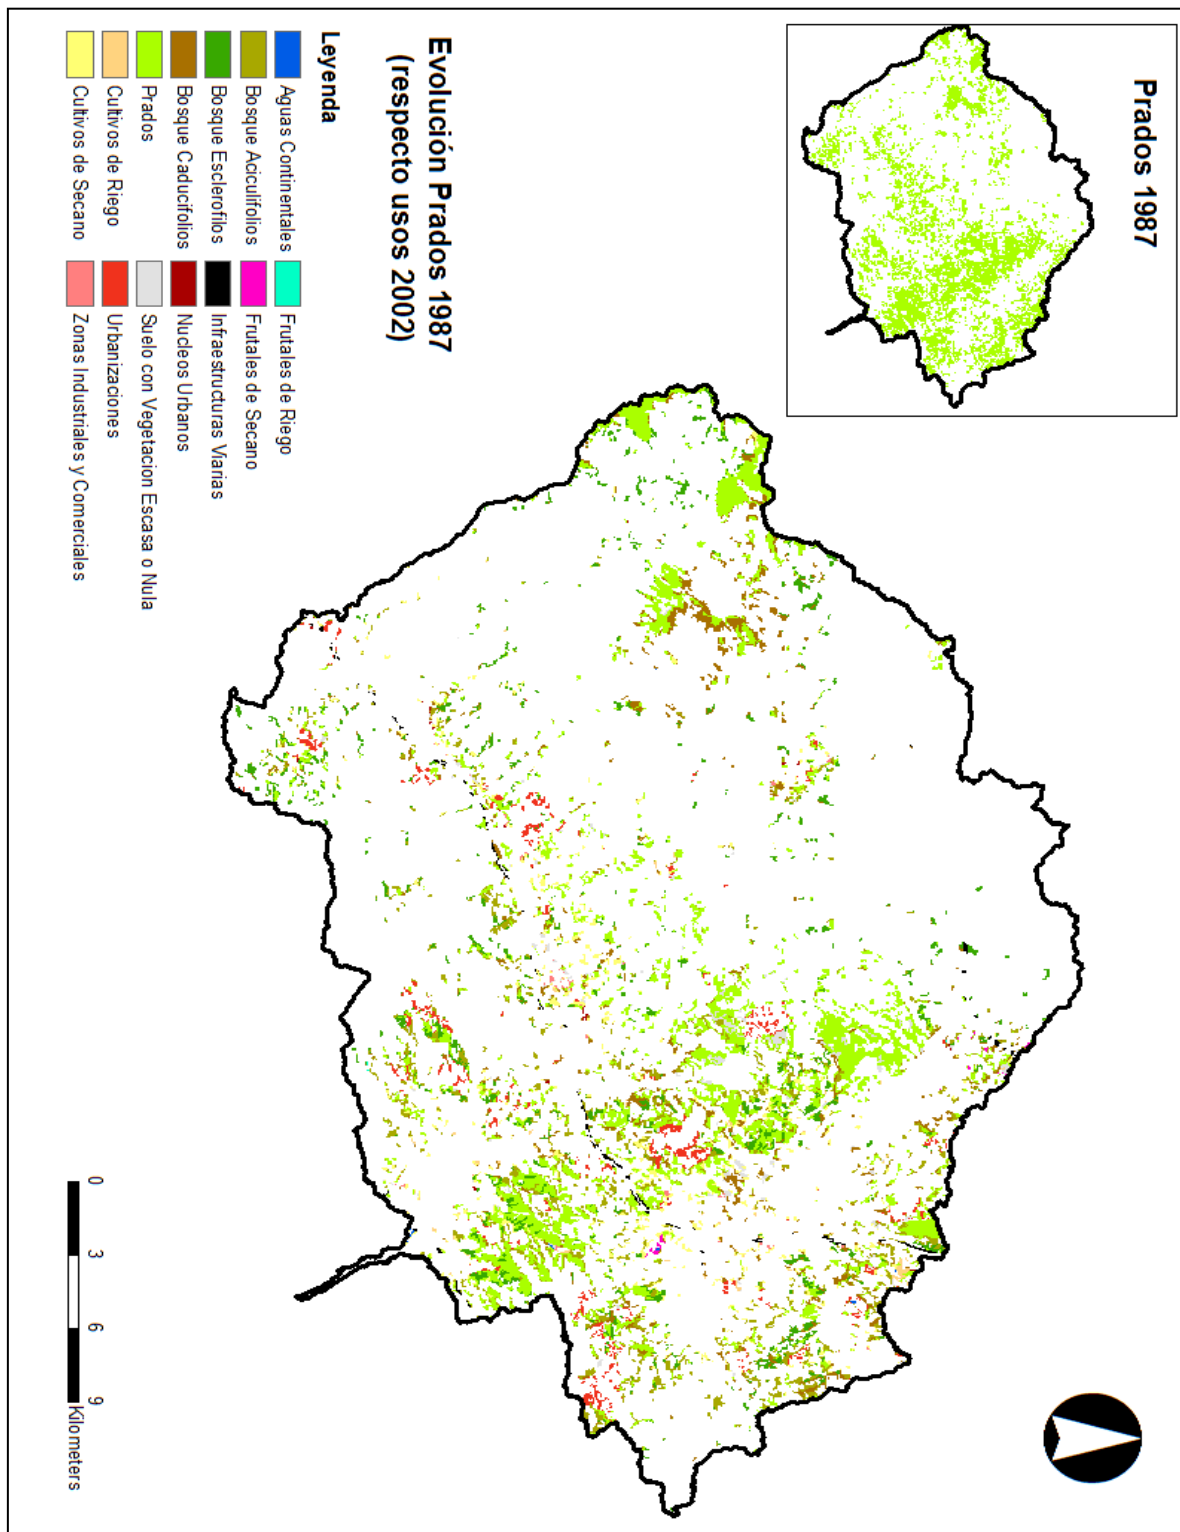 Prados 1987
Evolución Prados 1987
(respecto usos 2002)
Leyenda
Aguas Continentales
Bosque Aciculifolios
Bosque Esclerofilos
Bosque Caducifolios
Prados
Cultivos de Riego
Cultivos de Secano
Frutales de Riego
Frutales de Secano
Infraestructuras Viarias
Nucleos Urbanos
Suelo con Vegetacion Escasa o Nula
Urbanizaciones
Zonas Industriales y Comerciales
0 3 6 9
Kilometers